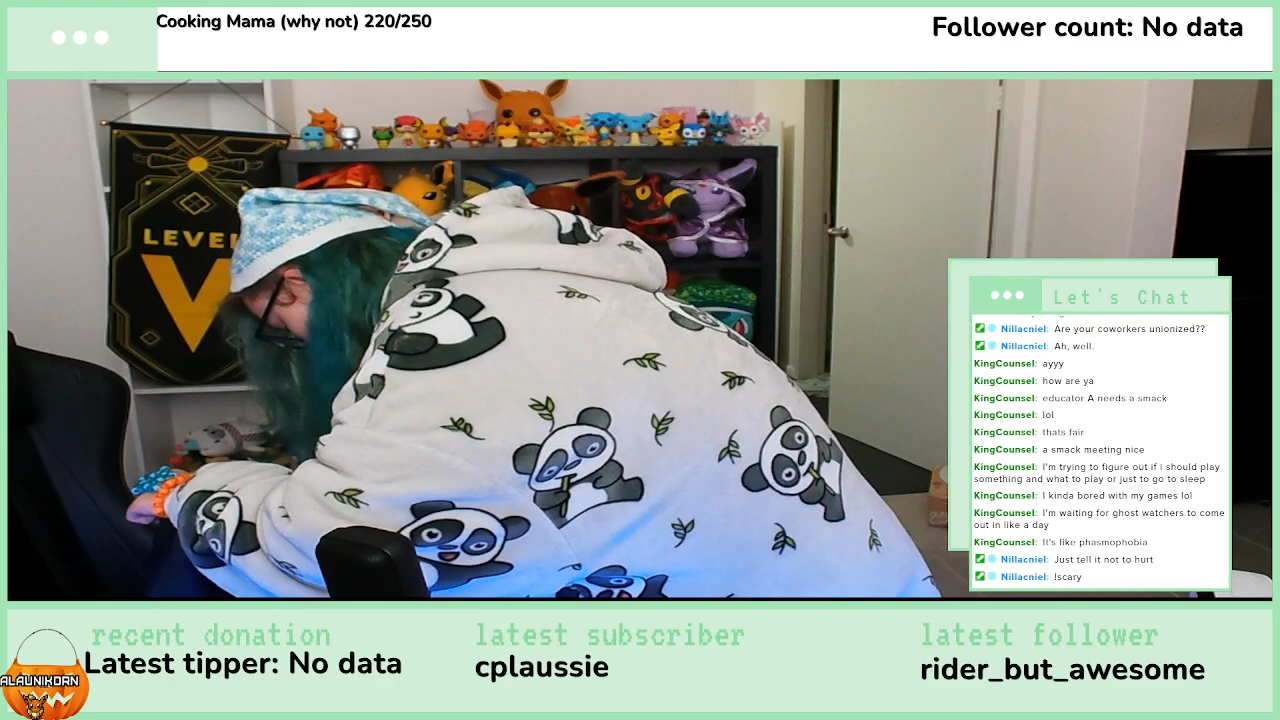 Cooking Mama (why not) 220/250
Follower count: No data
LEVEL
V
Let's Chat
Nillacniel: Are your coworkers unionized??
Nillacniel: Ah, well.
KingCounsel: ayyy
KingCounsel: how are ya
KingCounsel: educator A needs a smack
KingCounsel: lol
KingCounsel: thats fair
KingCounsel: a smack meeting nice
KingCounsel: I'm trying to figure out if i should play
something and what to play or just to go to sleep
KingCounsel: I kinda bored with my games lol
KingCounsel: I'm waiting for ghost watchers to come
out in like a day
KingCounsel: It's like phasmophobia
Nillacniel: Just tell it not to hurt
Nillacniel: !scary
recent donation
Latest tipper: No data
latest subscriber
cplaussie
latest follower
rider_but_awesome
ALAUNIKORN